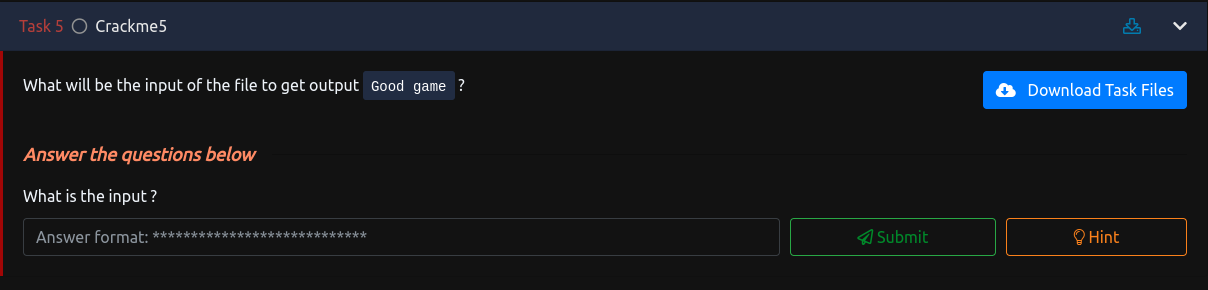 Task 5 Crackme5
What will be the input of the file to get output Good game ?
Download Task Files
Answer the questions below
What is the input ?
Answer format: ****************************
Submit
Hint